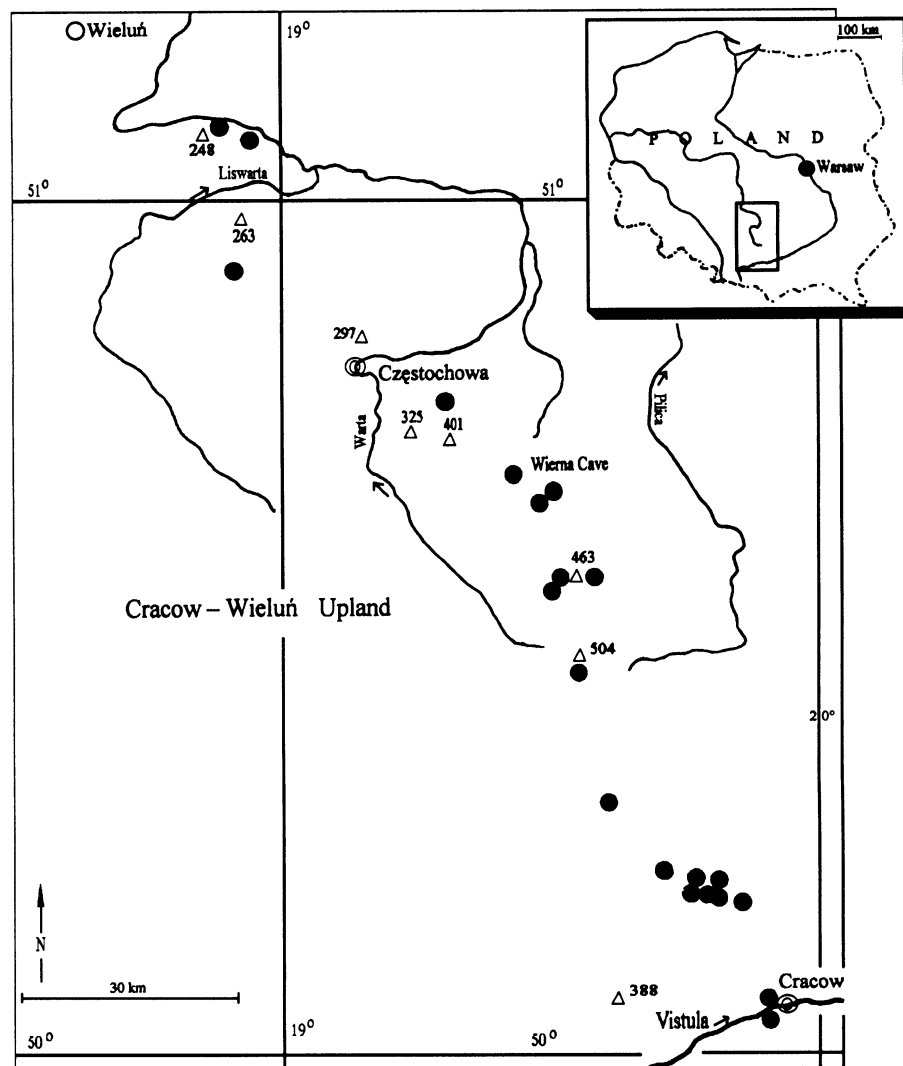 Wieluń
19°
100 km
P O L A N D
Warsaw
248
Liswarta
51°
51°
263
297
Częstochowa
325
401
Warta
Pilica
Wierna Cave
463
Cracow – Wieluń Upland
504
20°
N
30 km
388
Cracow
Vistula
50°
19°
50°